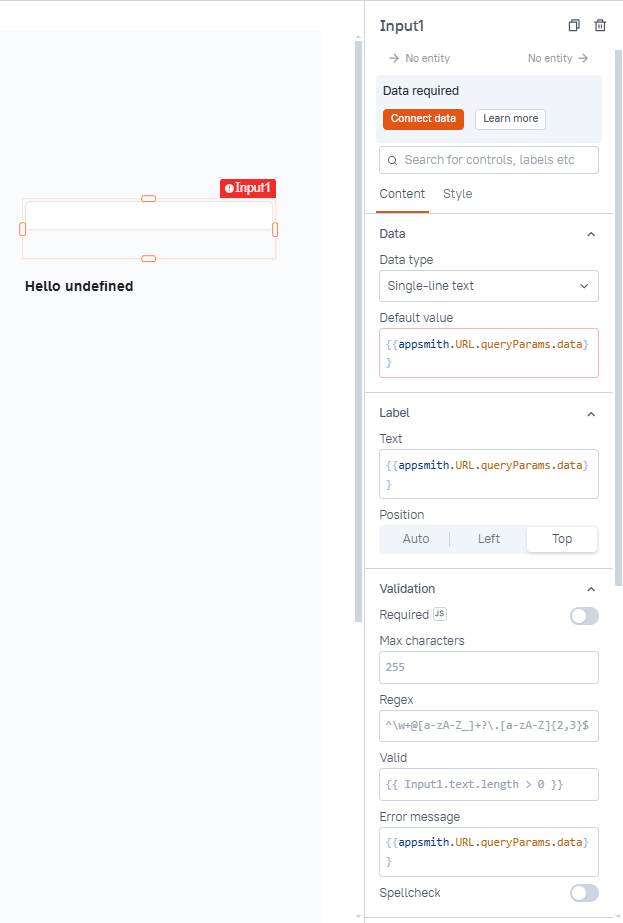 Input1
No entity No entity
Data required
Connect data Learn more
Search for controls, labels etc
Content Style
Input1
Hello undefined
Data
Data type
Single-line text
Default value
{{appsmith.URL.queryParams.data}
}
Label
Text
{{appsmith.URL.queryParams.data}
}
Position
Auto Left Top
Validation
Required JS
Max characters
255
Regex
^\w+@[a-zA-Z_]+?\.[a-zA-Z]{2,3}$
Valid
{{ Input1.text.length > 0 }}
Error message
{{appsmith.URL.queryParams.data}
}
Spellcheck